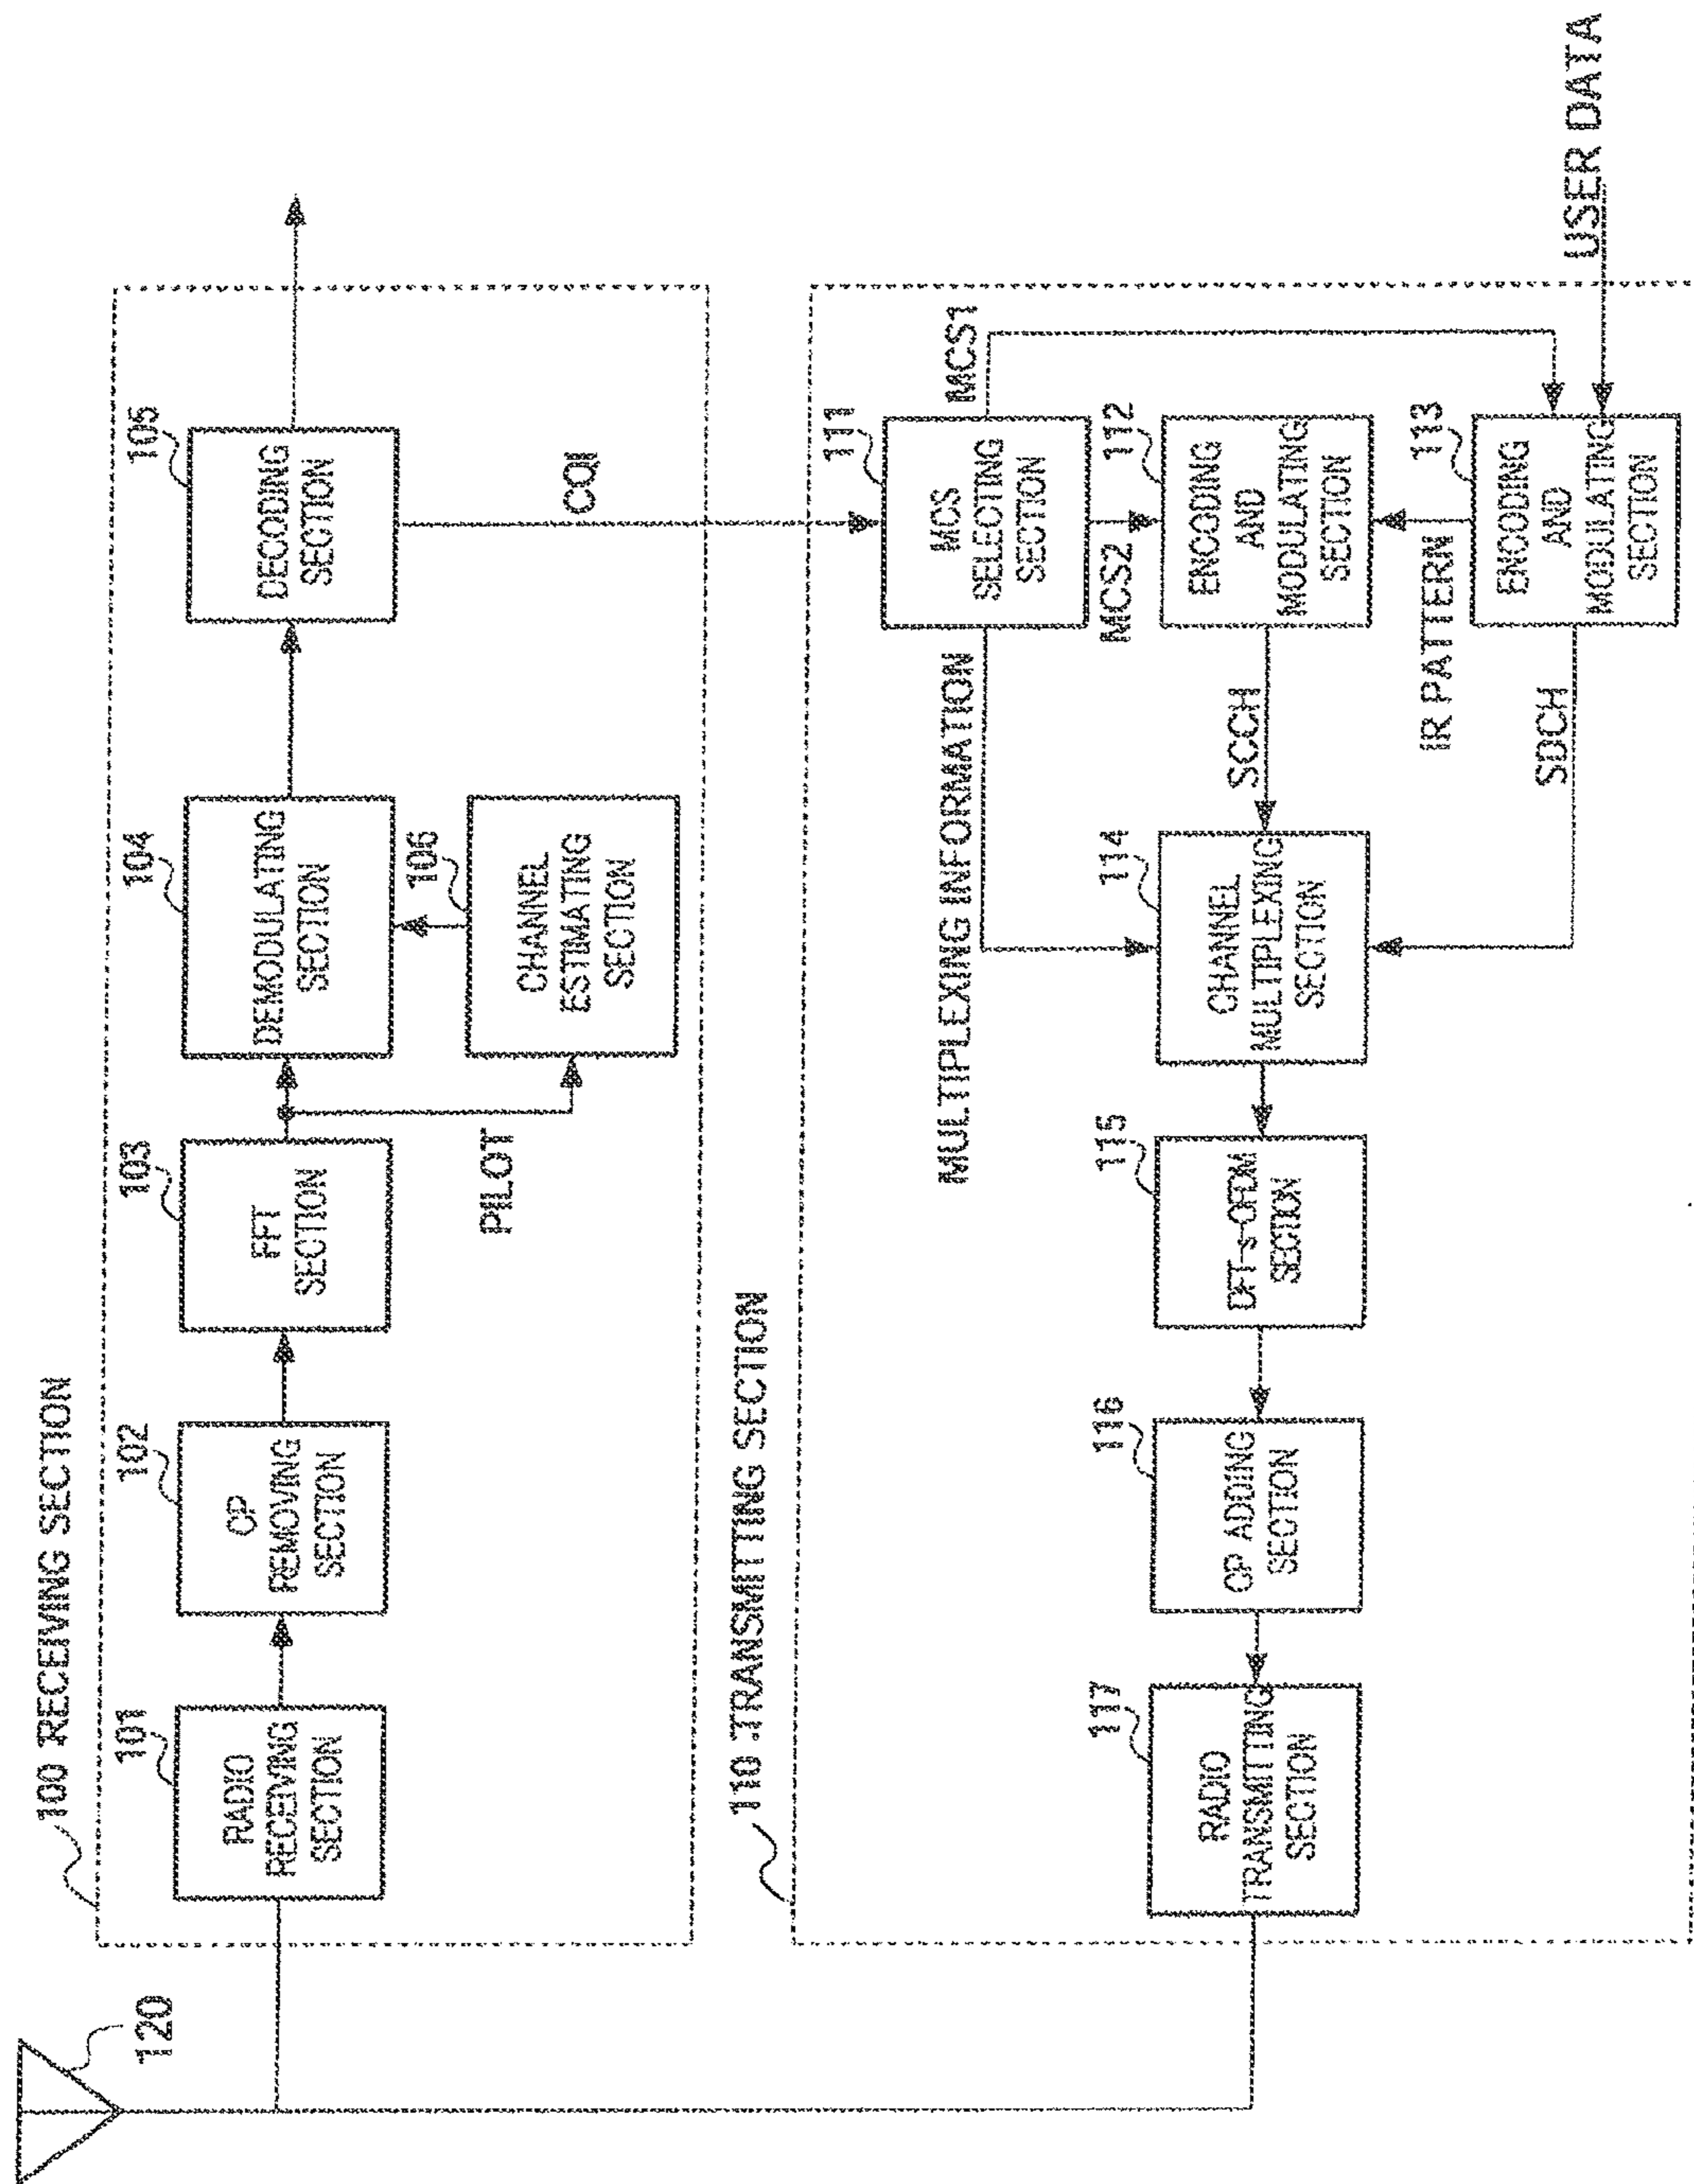 100 RECEIVING SECTION
120
101
RADIO
RECEIVING
SECTION
102
CP
REMOVING
SECTION
103
FFT
SECTION
PILOT
104
DEMODULATING
SECTION
106
CHANNEL
ESTIMATING
SECTION
105
DECODING
SECTION
CQI
110 TRANSMITTING SECTION
117
RADIO
TRANSMITTING
SECTION
116
CP ADDING
SECTION
115
DFT-s-OFDM
SECTION
114
CHANNEL
MULTIPLEXING
SECTION
MULTIPLEXING INFORMATION
SCCH
SDCH
111
MCS
SELECTING
SECTION
MCS1
MCS2
112
ENCODING
AND
MODULATING
SECTION
IR PATTERN
113
ENCODING
AND
MODULATING
SECTION
USER DATA